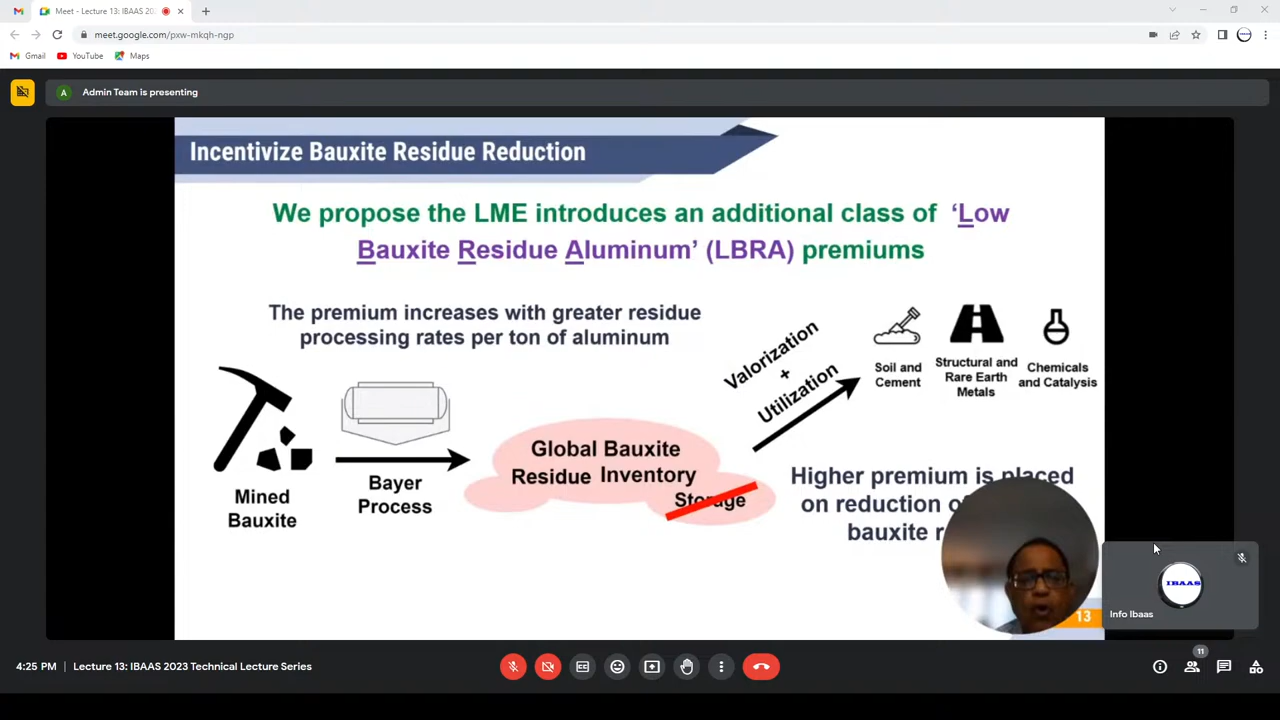 Meet - Lecture 13: IBAAS 202
meet.google.com/pxw-mkqh-ngp
Gmail
YouTube
Maps
A
Admin Team is presenting
Incentivize Bauxite Residue Reduction
We propose the LME introduces an additional class of ‘Low
Bauxite Residue Aluminum’ (LBRA) premiums
The premium increases with greater residue
processing rates per ton of aluminum
Valorization
+
Utilization
Soil and
Cement
Structural and
Rare Earth
Metals
Chemicals
and Catalysis
Mined
Bauxite
Bayer
Process
Global Bauxite
Residue Inventory
Storage
Higher premium is placed
on reduction
bauxite
IBAAS
Info Ibaas
13
4:25 PM | Lecture 13: IBAAS 2023 Technical Lecture Series
11